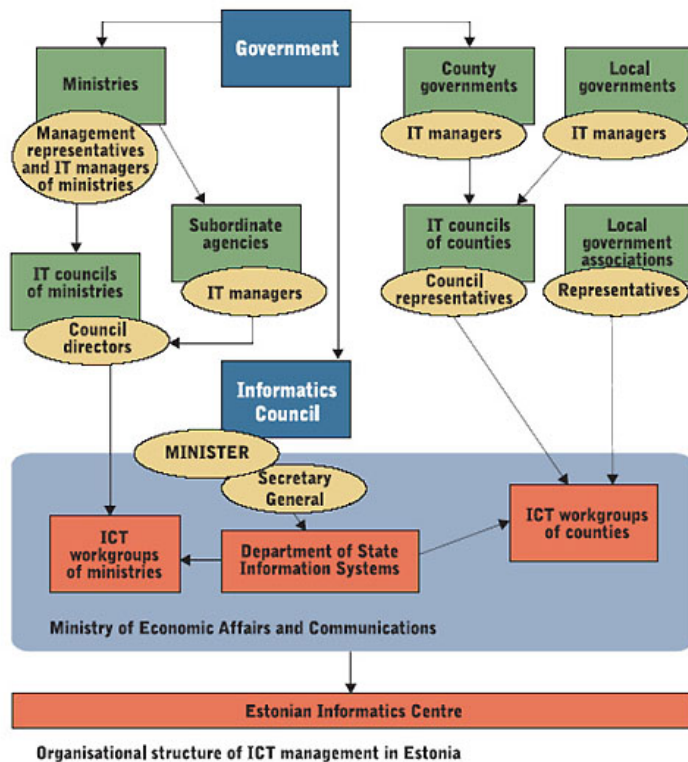 Government
Ministries
County
governments
Local
governments
Management
representatives
and IT managers
of ministries
IT managers
IT managers
Subordinate
agencies
IT councils
of counties
Local
government
associations
IT councils
of ministries
IT managers
Council
representatives
Representatives
Council
directors
Informatics
Council
MINISTER
Secretary
General
ICT
workgroups
of ministries
Department of State
Information Systems
ICT workgroups
of counties
Ministry of Economic Affairs and Communications
Estonian Informatics Centre
Organisational structure of ICT management in Estonia